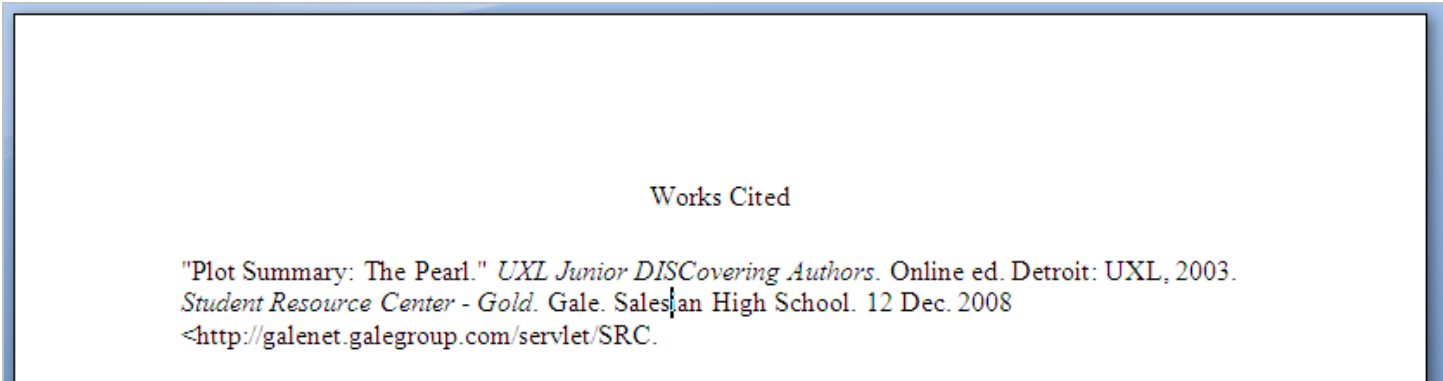 Works Cited
"Plot Summary: The Pearl." UXL Junior DISCovering Authors. Online ed. Detroit: UXL, 2003.
Student Resource Center - Gold. Gale. Salesian High School. 12 Dec. 2008
<http://galenet.galegroup.com/servlet/SRC.